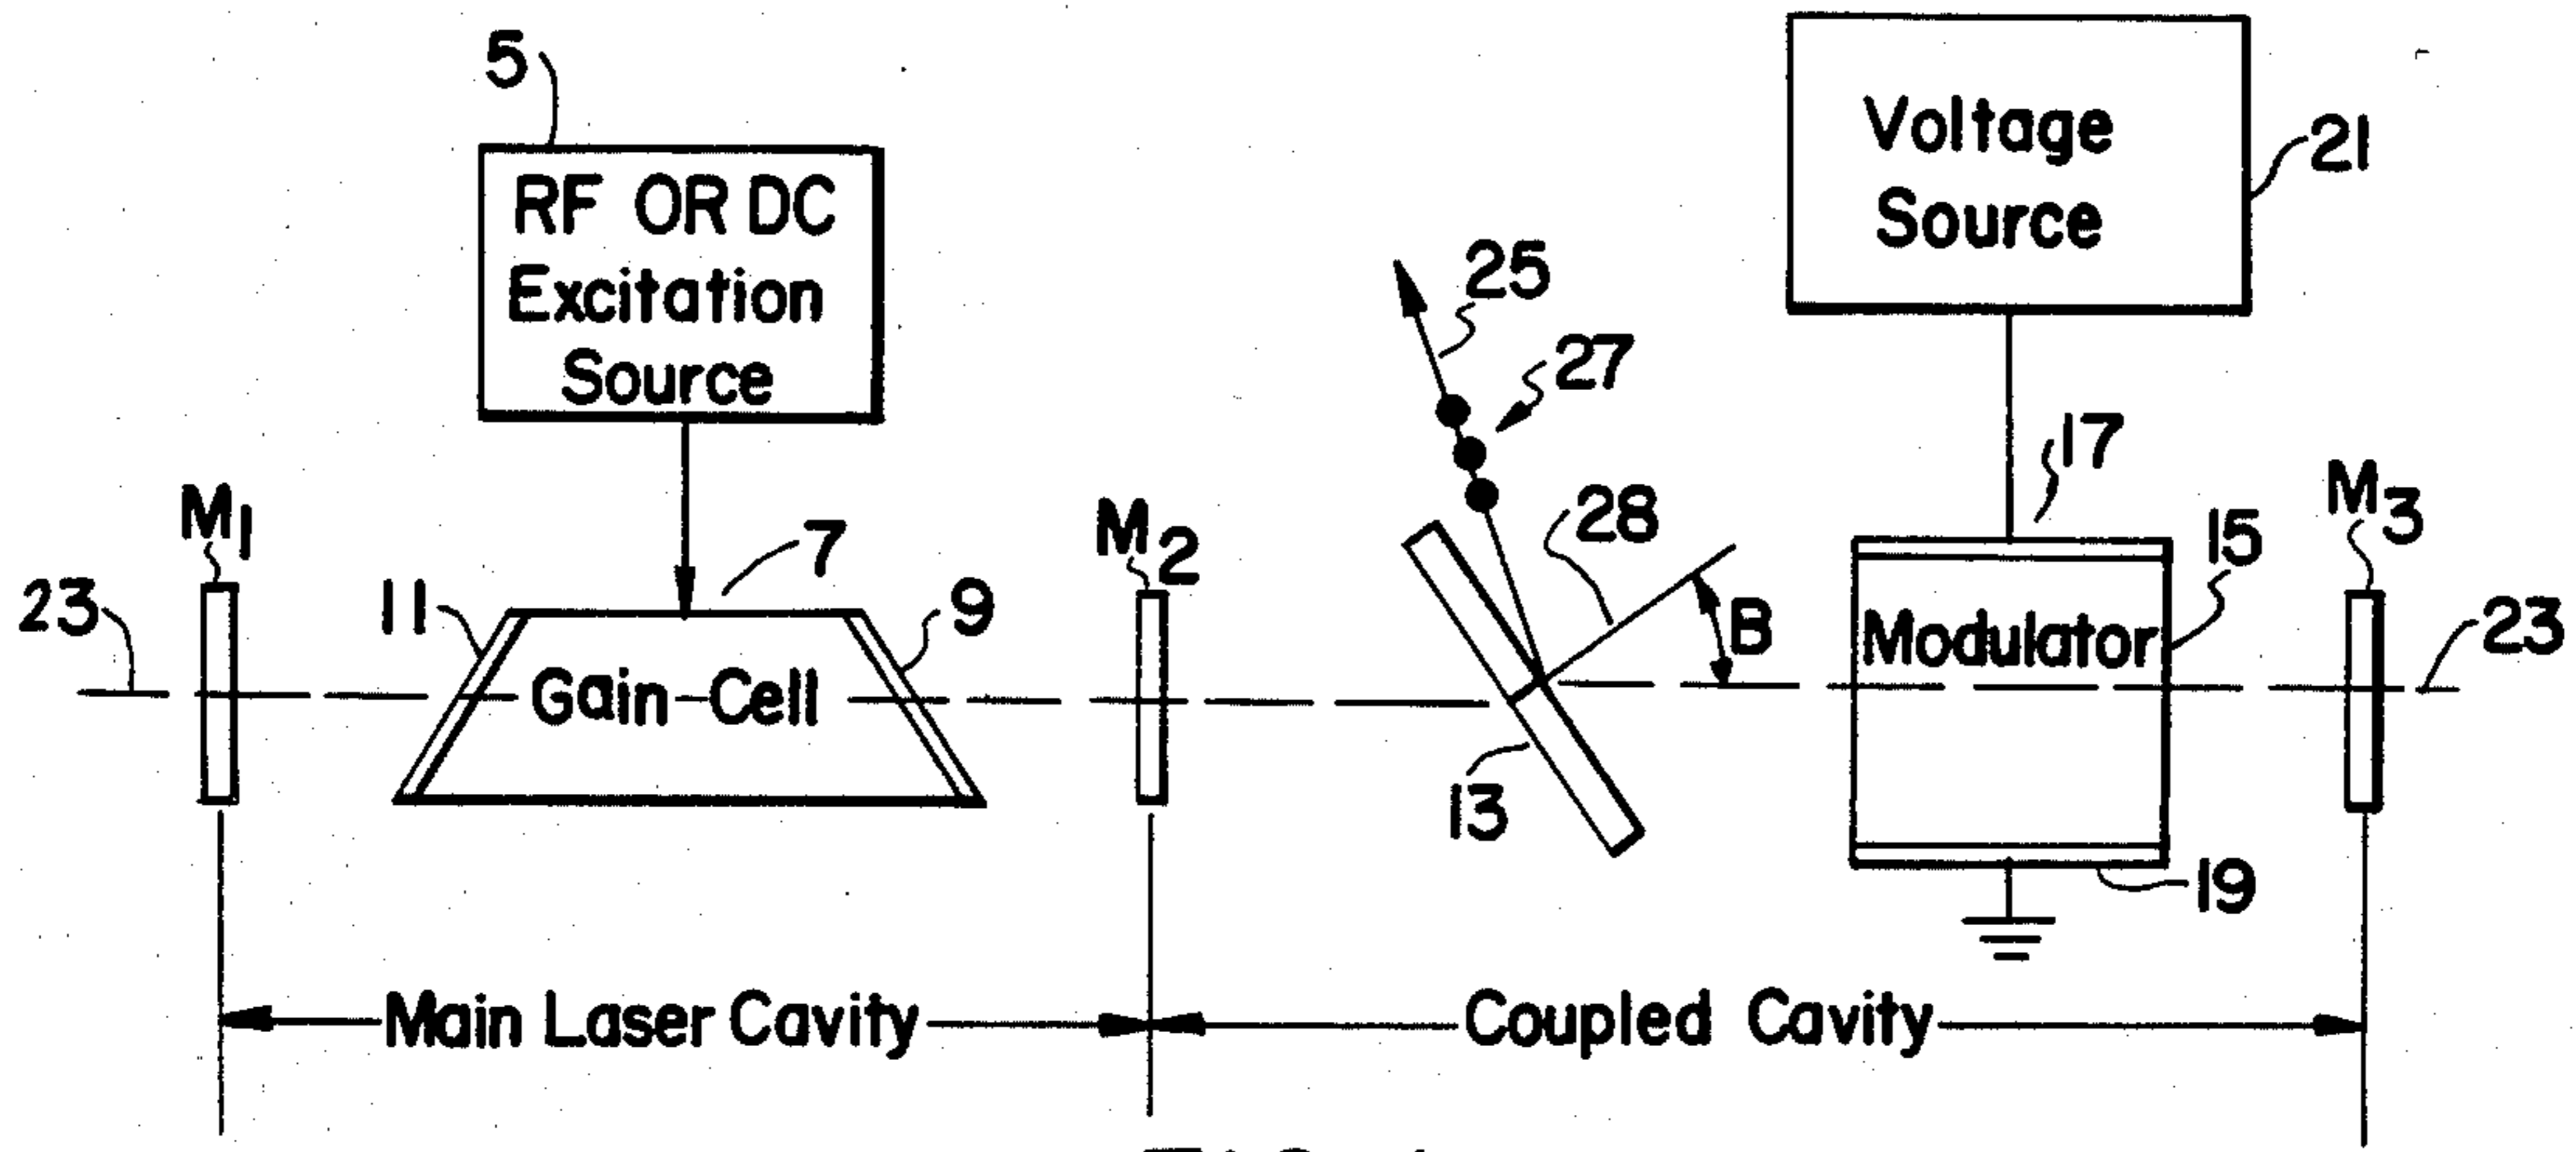 5
RF OR DC
Excitation
Source
Voltage
Source
21
25
27
17
28
M1
7
M2
M3
23
11
9
B
15
Modulator
23
Gain-Cell
13
19
Main Laser Cavity
Coupled Cavity